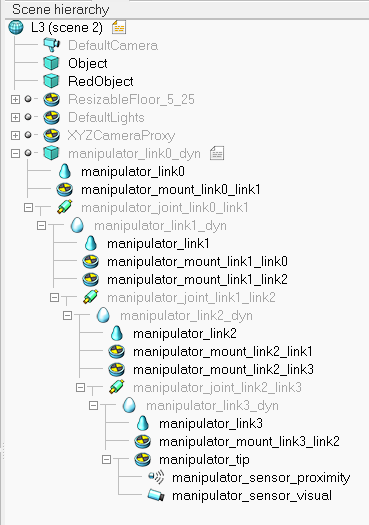 Scene hierarchy
L3 (scene 2)
DefaultCamera
Object
RedObject
ResizableFloor_5_25
DefaultLights
XYZCameraProxy
manipulator_link0_dyn
manipulator_link0
manipulator_mount_link0_link1
manipulator_joint_link0_link1
manipulator_link1_dyn
manipulator_link1
manipulator_mount_link1_link0
manipulator_mount_link1_link2
manipulator_joint_link1_link2
manipulator_link2_dyn
manipulator_link2
manipulator_mount_link2_link1
manipulator_mount_link2_link3
manipulator_joint_link2_link3
manipulator_link3_dyn
manipulator_link3
manipulator_mount_link3_link2
manipulator_tip
manipulator_sensor_proximity
manipulator_sensor_visual